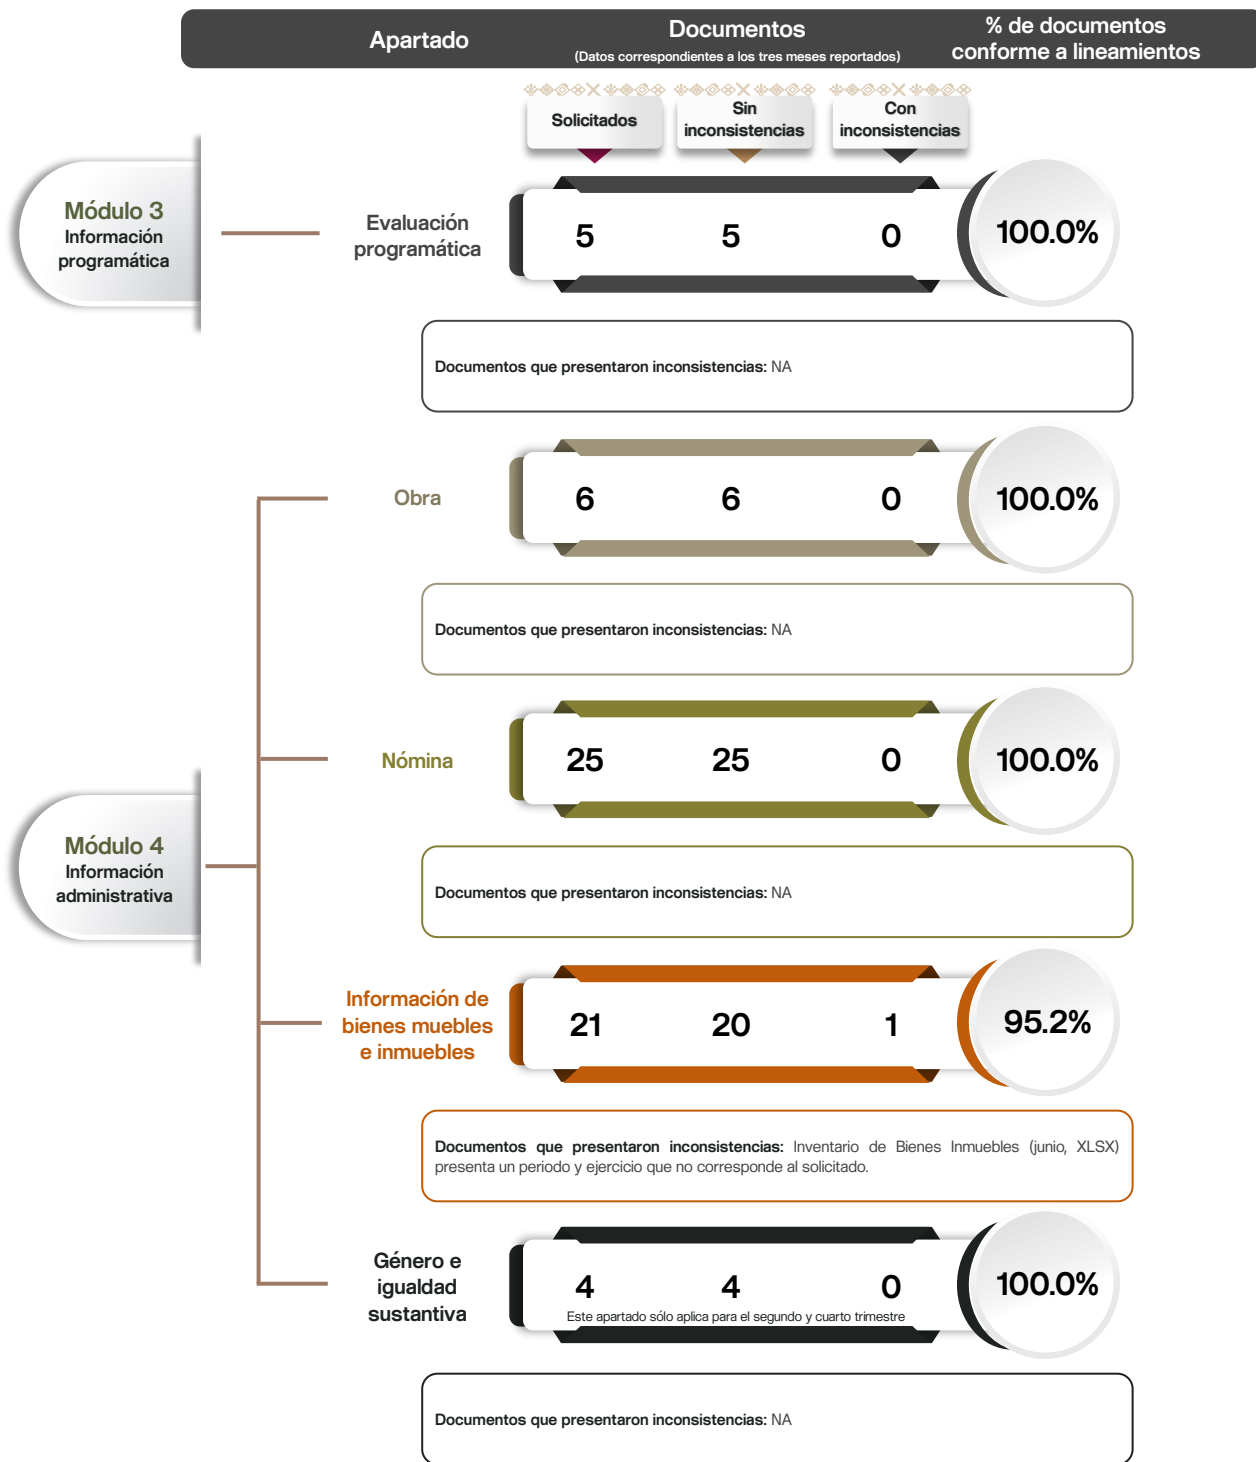 Apartado
Documentos
(Datos correspondientes a los tres meses reportados)
% de documentos
conforme a lineamientos
Solicitados
Sin
inconsistencias
Con
inconsistencias
Módulo 3
Información
programática
Evaluación
programática
5 5 0 100.0%
Documentos que presentaron inconsistencias: NA
Obra
6 6 0 100.0%
Documentos que presentaron inconsistencias: NA
Nómina
25 25 0 100.0%
Documentos que presentaron inconsistencias: NA
Módulo 4
Información
administrativa
Información de
bienes muebles
e inmuebles
21 20 1 95.2%
Documentos que presentaron inconsistencias: Inventario de Bienes Inmuebles (junio, XLSX)
presenta un periodo y ejercicio que no corresponde al solicitado.
Género e
igualdad
sustantiva
4 4 0 100.0%
Este apartado sólo aplica para el segundo y cuarto trimestre
Documentos que presentaron inconsistencias: NA